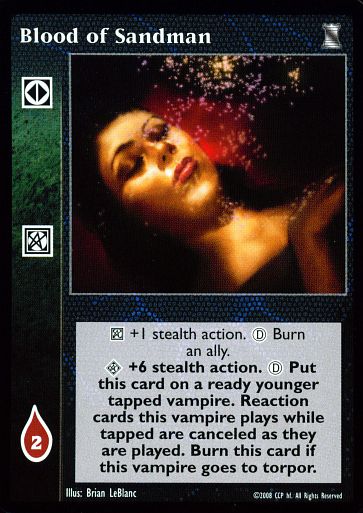 Blood of Sandman
+1 stealth action. Ⓓ Burn
an ally.
+6 stealth action. Ⓓ Put
this card on a ready younger
tapped vampire. Reaction
cards this vampire plays while
tapped are canceled as they
are played. Burn this card if
this vampire goes to torpor.
2
Illus: Brian LeBlanc
©2008 CCP hf. All Rights Reserved